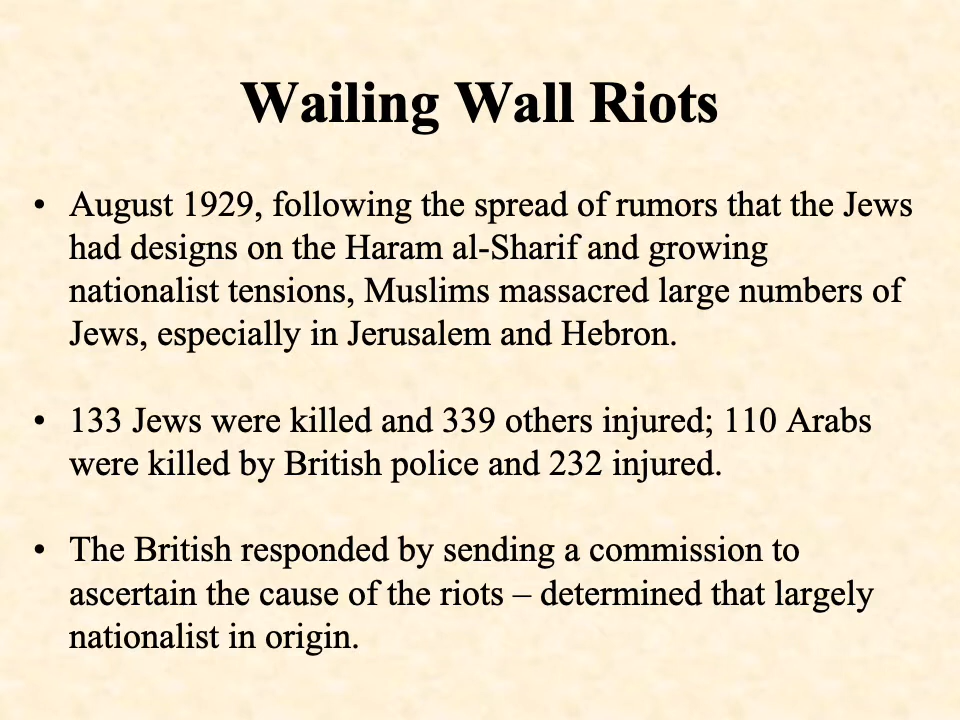 Wailing Wall Riots
• August 1929, following the spread of rumors that the Jews
had designs on the Haram al-Sharif and growing
nationalist tensions, Muslims massacred large numbers of
Jews, especially in Jerusalem and Hebron.
• 133 Jews were killed and 339 others injured; 110 Arabs
were killed by British police and 232 injured.
• The British responded by sending a commission to
ascertain the cause of the riots – determined that largely
nationalist in origin.